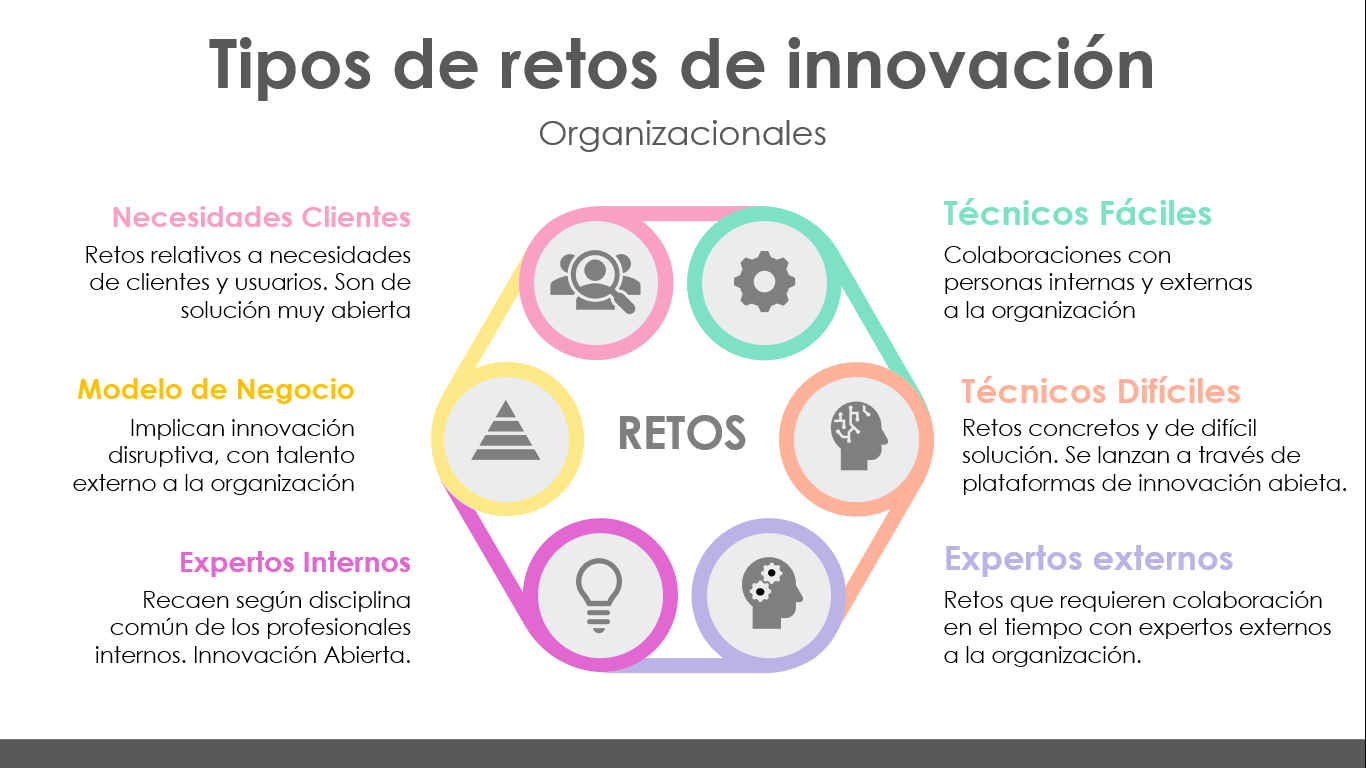 Tipos de retos de innovación
Organizacionales
Necesidades Clientes
Retos relativos a necesidades
de clientes y usuarios. Son de
solución muy abierta
Modelo de Negocio
Implican innovación
disruptiva, con talento
externo a la organización
Expertos Internos
Recaen según disciplina
común de los profesionales
internos. Innovación Abierta.
RETOS
Técnicos Fáciles
Colaboraciones con
personas internas y externas
a la organización
Técnicos Difíciles
Retos concretos y de difícil
solución. Se lanzan a través de
plataformas de innovación abieta.
Expertos externos
Retos que requieren colaboración
en el tiempo con expertos externos
a la organización.